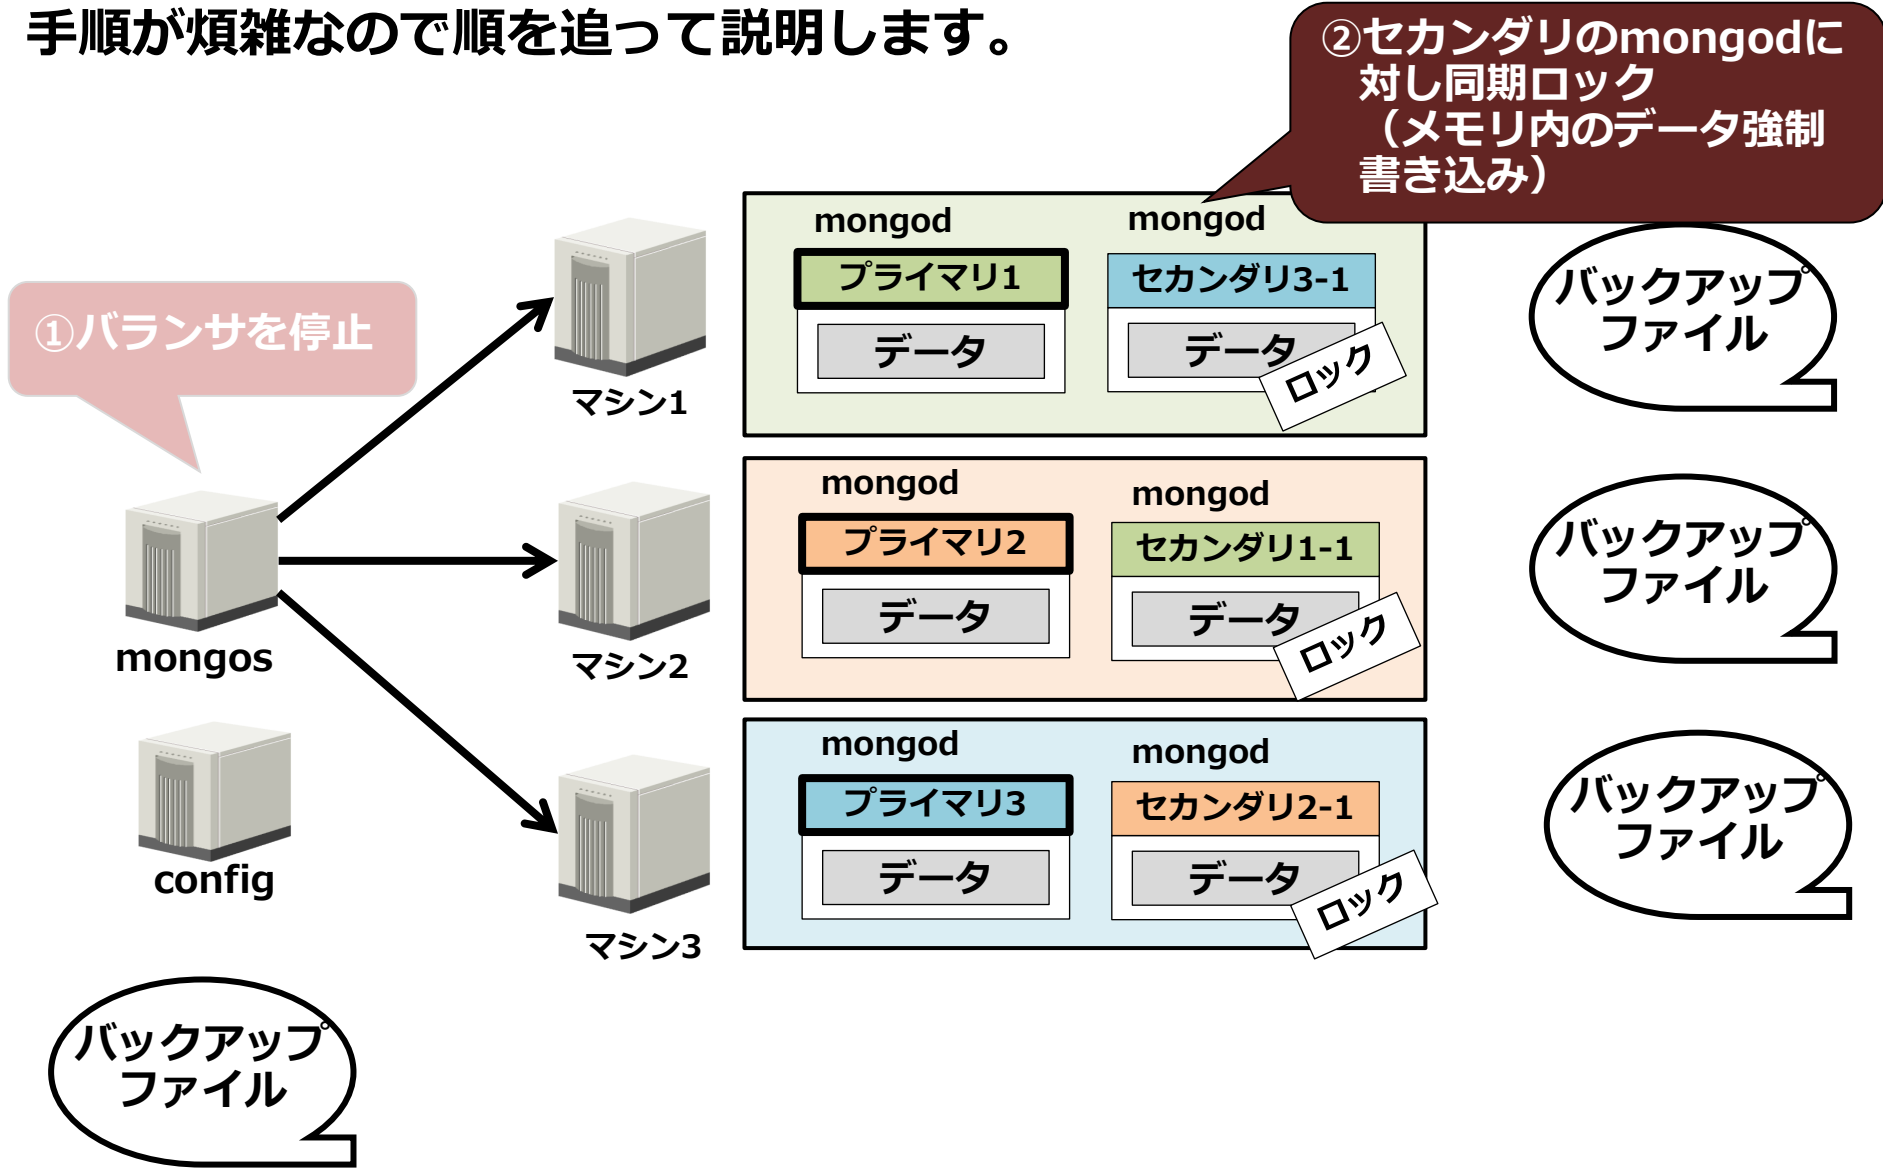 手順が煩雑なので順を追って説明します。
②セカンダリのmongodに
対し同期ロック
（メモリ内のデータ強制
書き込み）
①バランサを停止
mongos
config
バックアップ
ファイル
マシン1
mongod
プライマリ1
データ
mongod
セカンダリ3-1
データ
ロック
バックアップ
ファイル
マシン2
mongod
プライマリ2
データ
mongod
セカンダリ1-1
データ
ロック
バックアップ
ファイル
マシン3
mongod
プライマリ3
データ
mongod
セカンダリ2-1
データ
ロック
バックアップ
ファイル